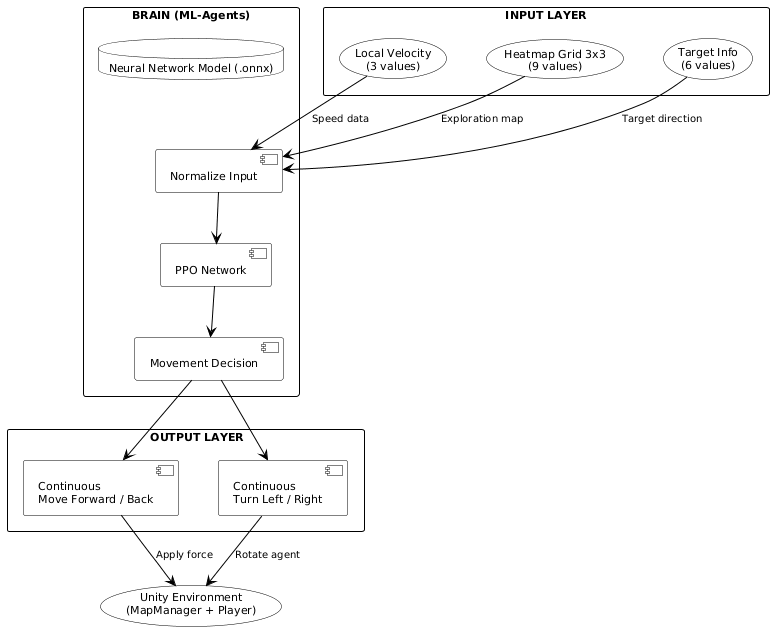 BRAIN (ML-Agents)
INPUT LAYER
Neural Network Model (.onnx)
Local Velocity
(3 values)
Heatmap Grid 3x3
(9 values)
Target Info
(6 values)
Speed data
Exploration map
Target direction
Normalize Input
PPO Network
Movement Decision
OUTPUT LAYER
Continuous
Move Forward / Back
Continuous
Turn Left / Right
Apply force
Rotate agent
Unity Environment
(MapManager + Player)